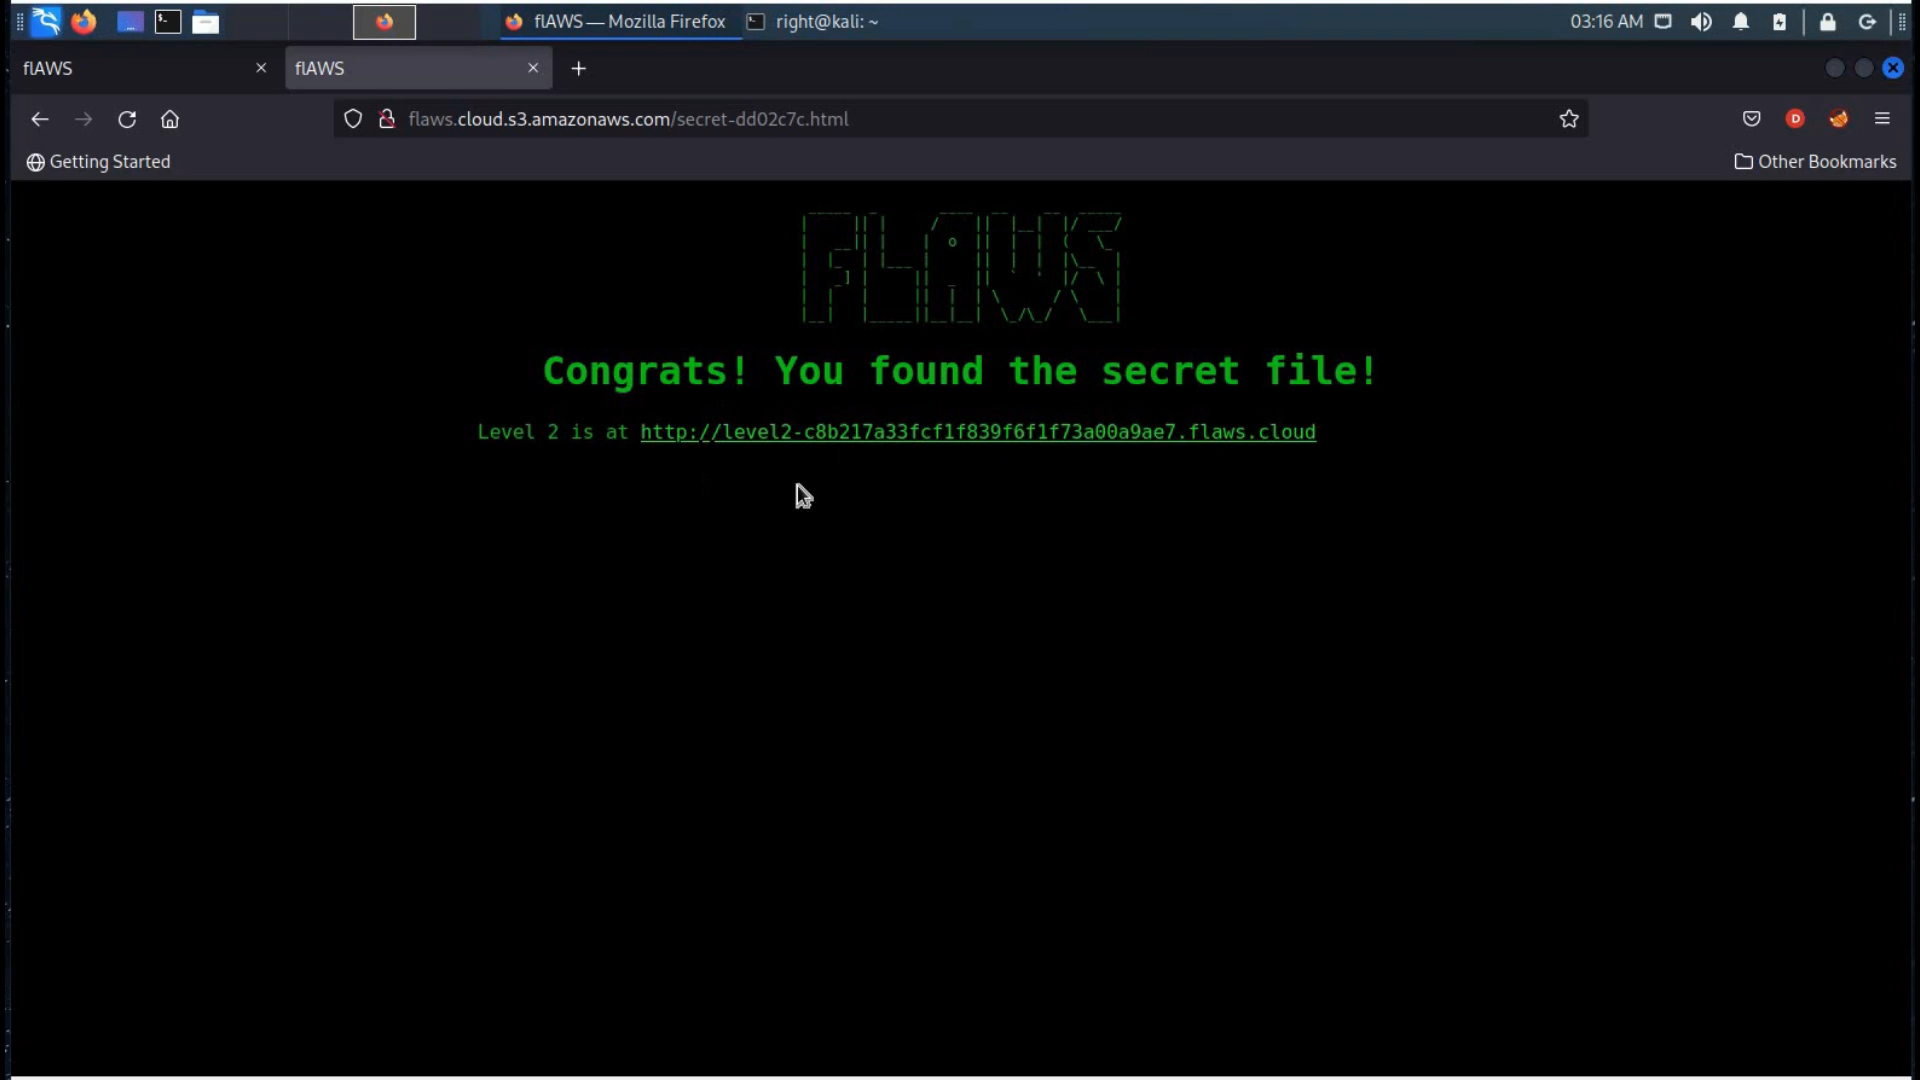 flAWS — Mozilla Firefox
right@kali: ~
03:16 AM
flAWS
flAWS
flaws.cloud.s3.amazonaws.com/secret-dd02c7c.html
D
Getting Started
Other Bookmarks
FLAWS
Congrats! You found the secret file!
Level 2 is at http://level2-c8b217a33fcf1f839f6f1f73a00a9ae7.flaws.cloud